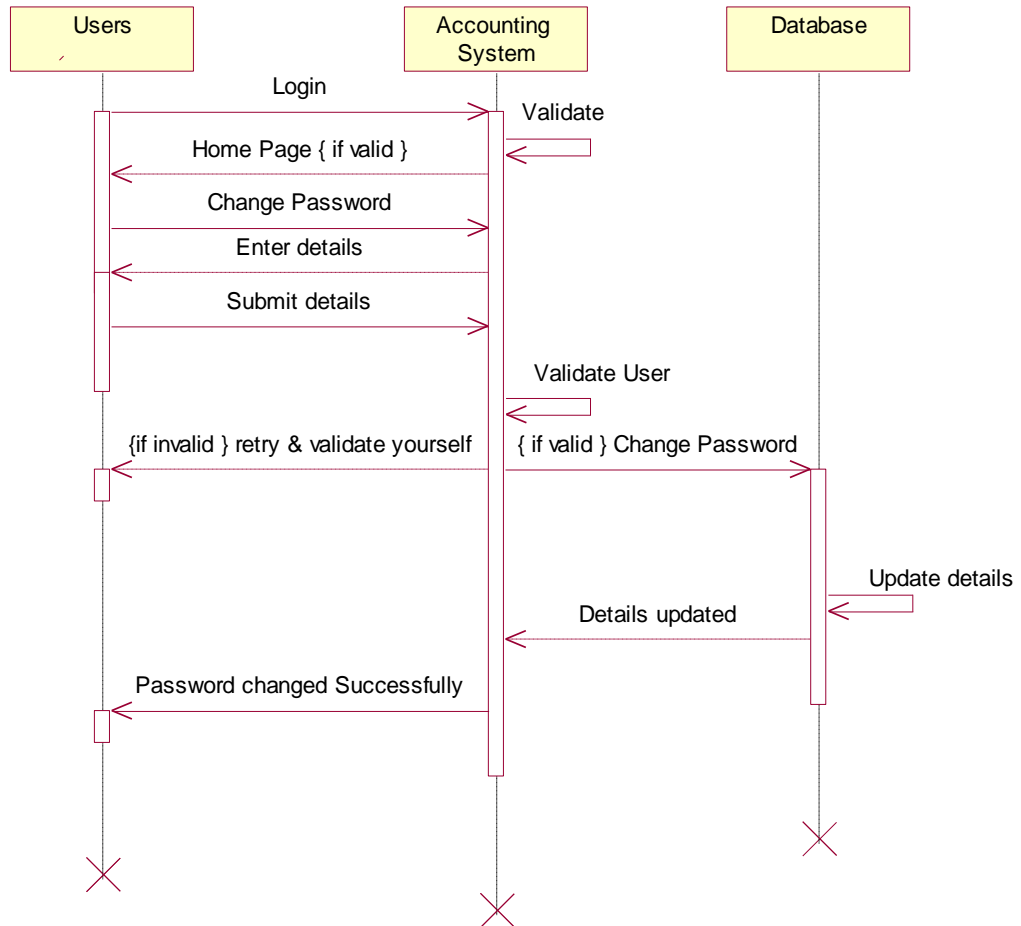 Users
Accounting
System
Database
Login
Validate
Home Page { if valid }
Change Password
Enter details
Submit details
Validate User
{if invalid } retry & validate yourself
{ if valid } Change Password
Update details
Details updated
Password changed Successfully